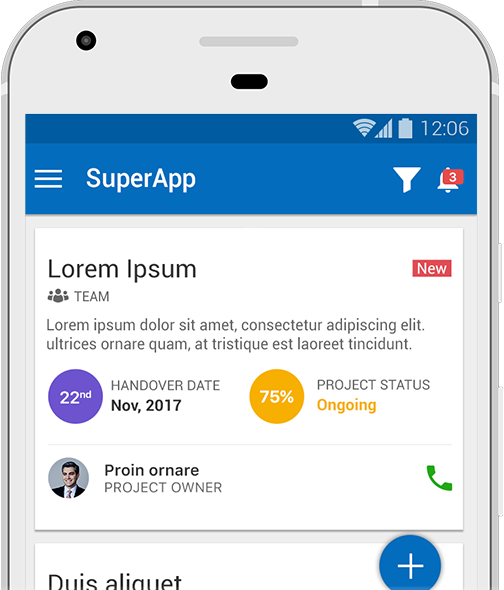 12:06
SuperApp
3
Lorem Ipsum
New
TEAM
Lorem ipsum dolor sit amet, consectetur adipiscing elit.
ultrices ornare quam, at tristique est laoreet tincidunt.
22nd
HANDOVER DATE
Nov, 2017
75%
PROJECT STATUS
Ongoing
Proin ornare
PROJECT OWNER
Duis aliquet